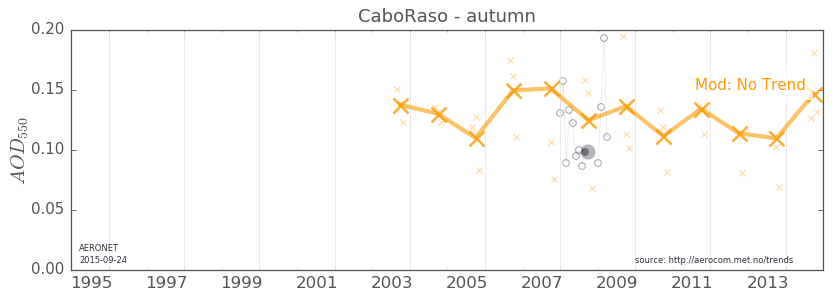 CaboRaso - autumn
0.20
0.15
0.10
0.05
0.00
AOD550
Mod: No Trend
AERONET
2015-09-24
source: http://aerocom.met.no/trends
1995 1997 1999 2001 2003 2005 2007 2009 2011 2013